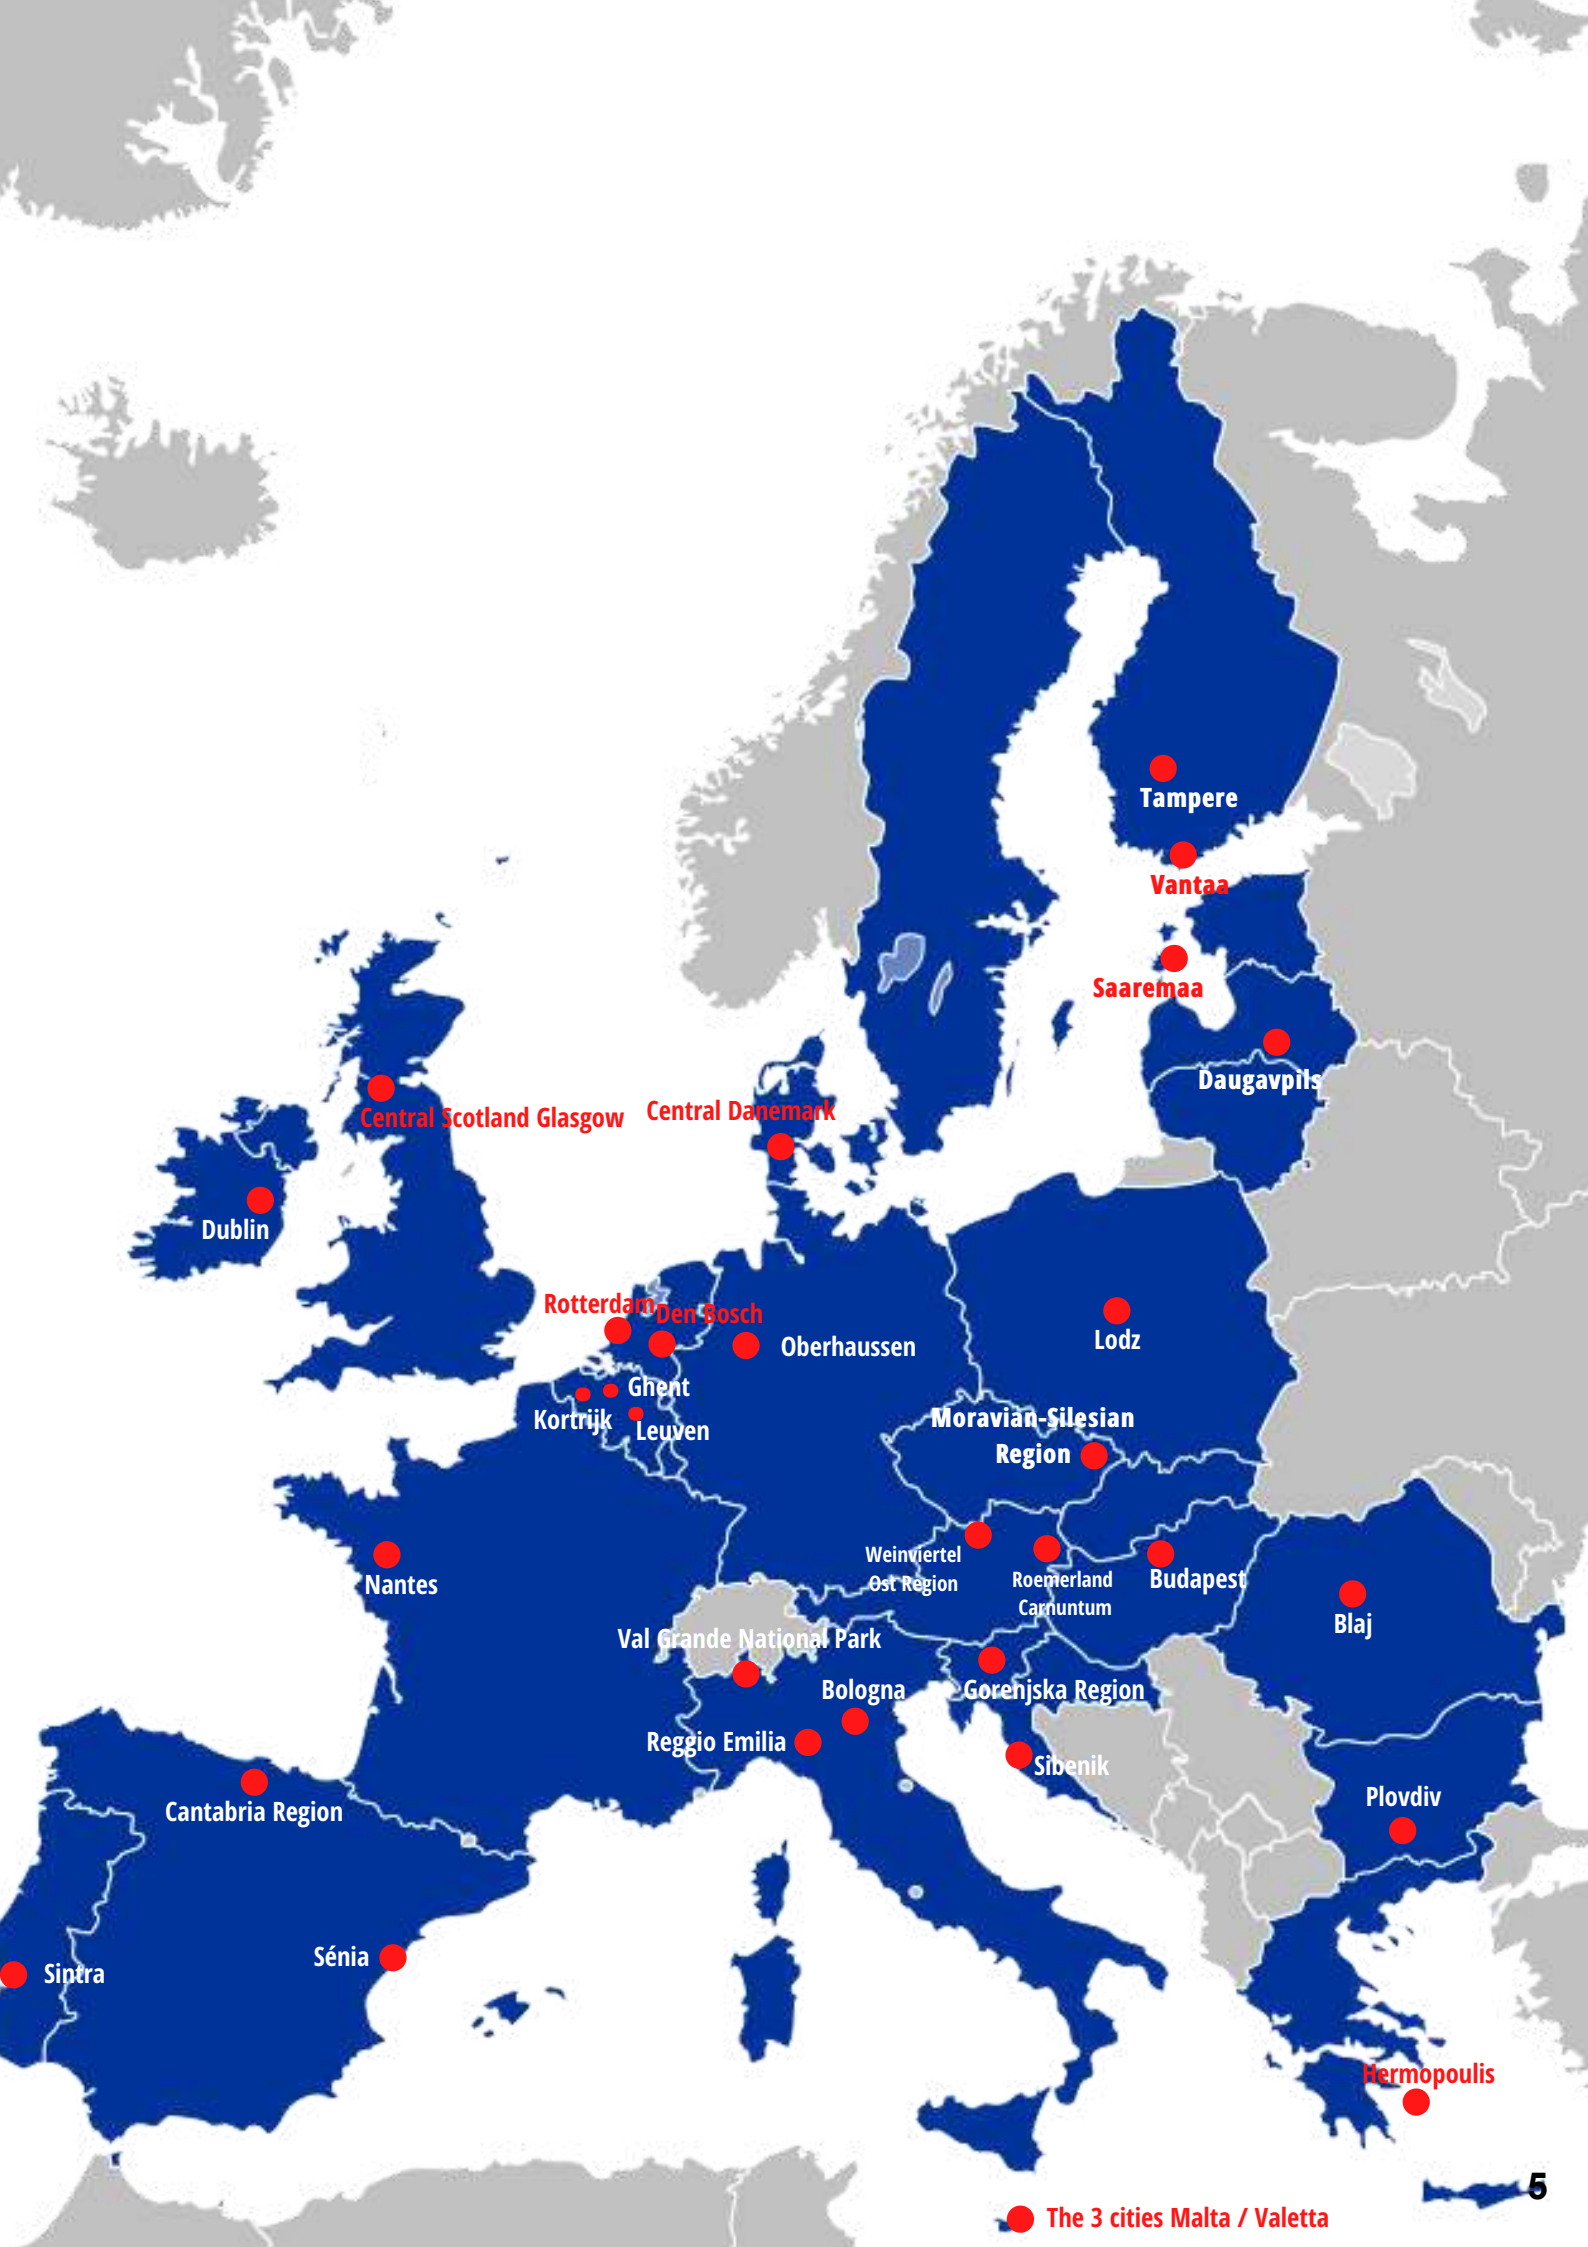 Tampere
Vantaa
Saaremaa
Daugavpils
Central Scotland Glasgow
Central Danemark
Dublin
Rotterdam
Den Bosch
Oberhaussen
Lodz
Ghent
Kortrijk
Leuven
Moravian-Silesian
Region
Weinviertel
Ost Region
Roemerland
Carnuntum
Budapest
Nantes
Blaj
Val Grande National Park
Bologna
Gorenjska Region
Reggio Emilia
Sibenik
Cantabria Region
Plovdiv
Sénia
Sintra
Hermopoulis
5
The 3 cities Malta / Valetta